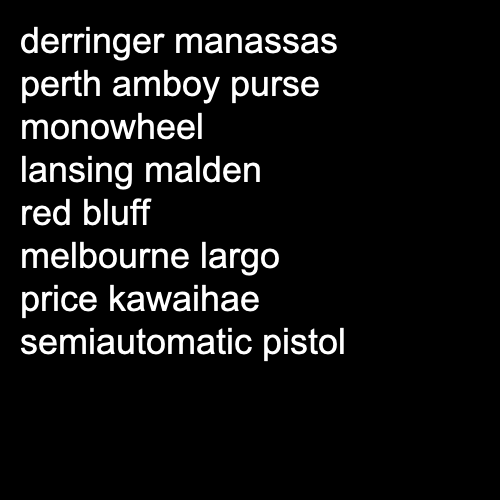 derringer manassas
perth amboy purse
monowheel
lansing malden
red bluff
melbourne largo
price kawaihae
semiautomatic pistol